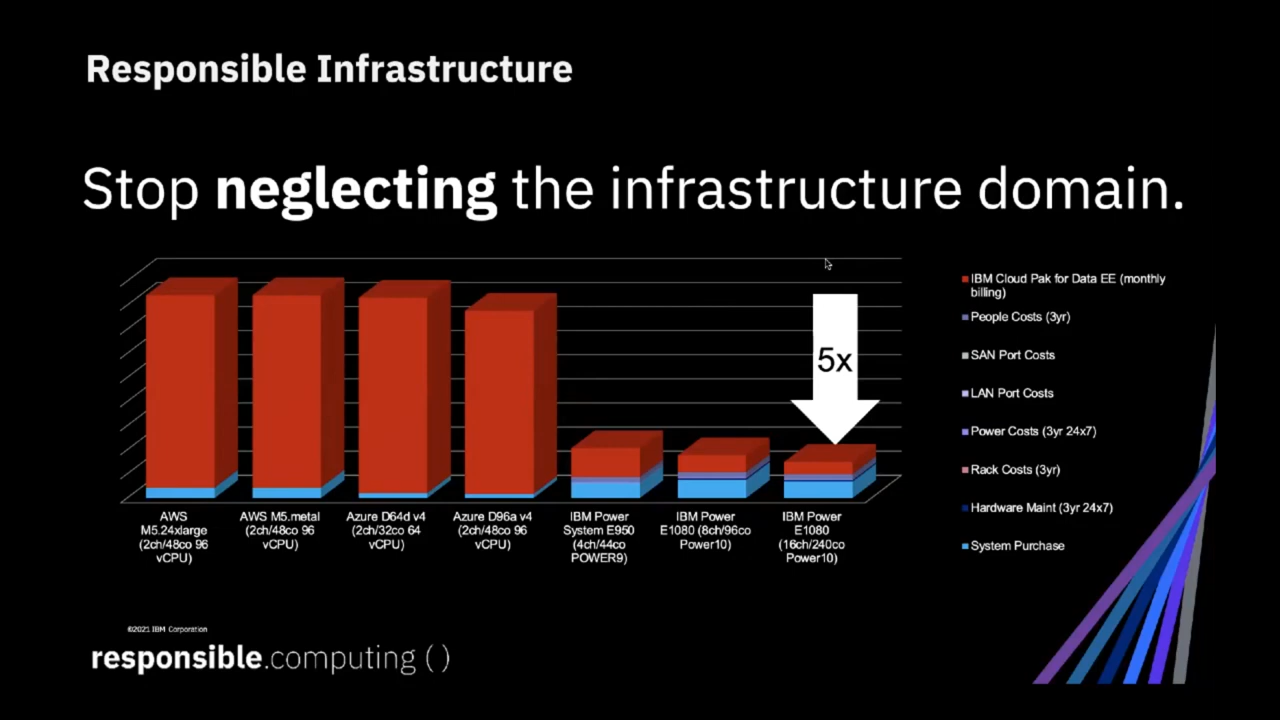 Responsible Infrastructure
Stop neglecting the infrastructure domain.
5x
IBM Cloud Pak for Data EE (monthly
billing)
People Costs (3yr)
SAN Port Costs
LAN Port Costs
Power Costs (3yr 24x7)
Rack Costs (3yr)
Hardware Maint (3yr 24x7)
System Purchase
AWS
M5.24xlarge
(2ch/48co 96
vCPU)
AWS M5.metal
(2ch/48co 96
vCPU)
Azure D64d v4
(2ch/32co 64
vCPU)
Azure D96a v4
(2ch/48co 96
vCPU)
IBM Power
System E950
(4ch/44co
POWER9)
IBM Power
E1080 (8ch/96co
Power10)
IBM Power
E1080
(16ch/240co
Power10)
©2021 IBM Corporation
responsible.computing ( )